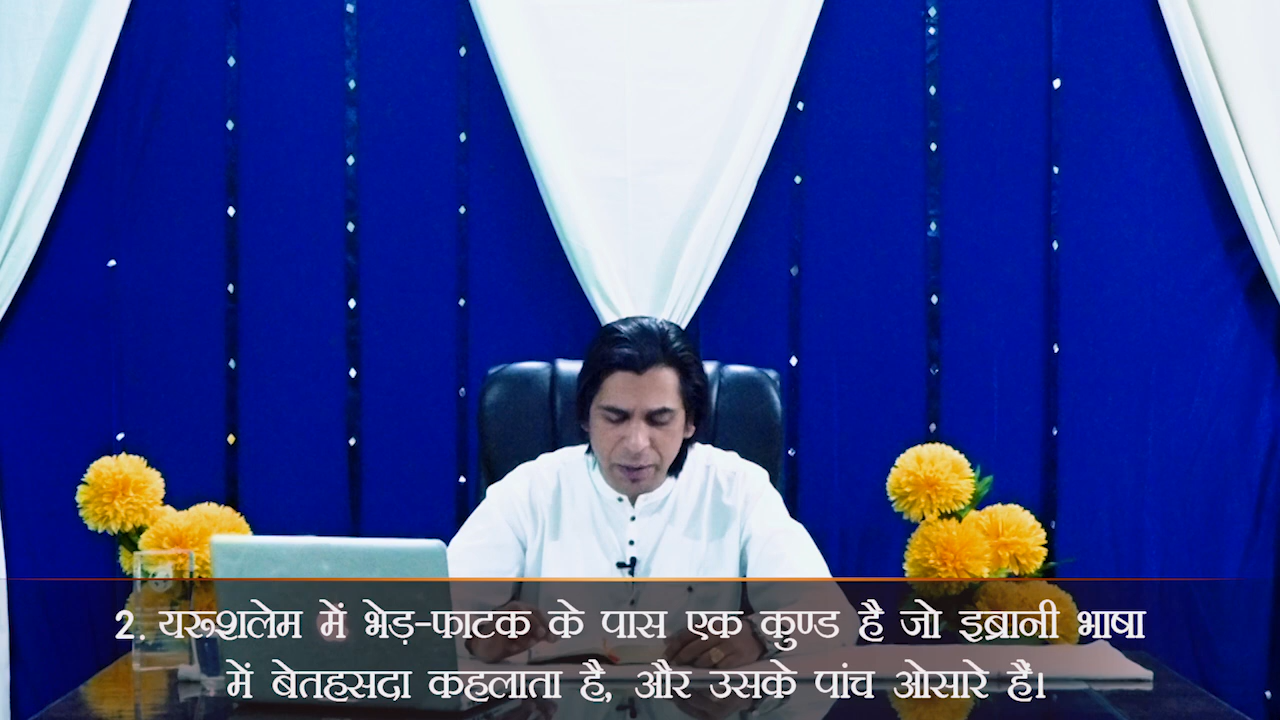 2. यरूशलेम में भेड़-फाटक के पास एक कुण्ड है जो इब्रानी भाषा
में बेतहसदा कहलाता है, और उसके पांच ओसारे हैं।